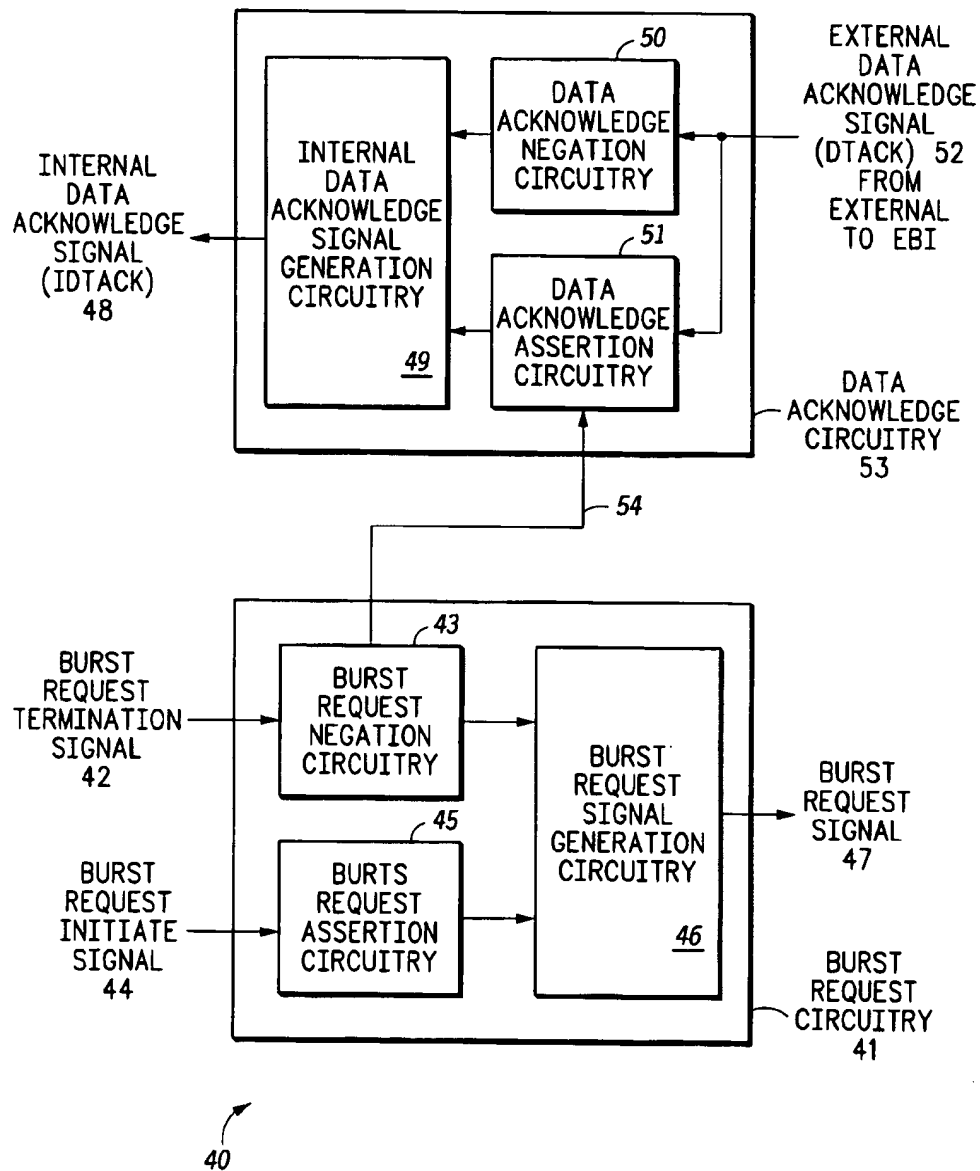 50
DATA
ACKNOWLEDGE
NEGATION
CIRCUITRY
EXTERNAL
DATA
ACKNOWLEDGE
SIGNAL
(DTACK) 52
FROM
EXTERNAL
TO EBI
INTERNAL
DATA
ACKNOWLEDGE
SIGNAL
(IDTACK)
48
INTERNAL
DATA
ACKNOWLEDGE
SIGNAL
GENERATION
CIRCUITRY
49
51
DATA
ACKNOWLEDGE
ASSERTION
CIRCUITRY
DATA
ACKNOWLEDGE
CIRCUITRY
53
54
43
BURST
REQUEST
NEGATION
CIRCUITRY
BURST
REQUEST
TERMINATION
SIGNAL
42
45
BURTS
REQUEST
ASSERTION
CIRCUITRY
BURST
REQUEST
INITIATE
SIGNAL
44
BURST
REQUEST
SIGNAL
GENERATION
CIRCUITRY
46
BURST
REQUEST
SIGNAL
47
BURST
REQUEST
CIRCUITRY
41
40